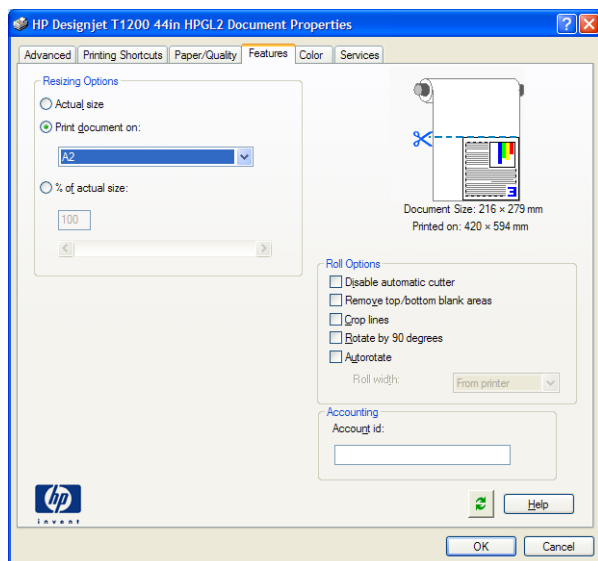 HP Designjet T1200 44in HPGL2 Document Properties
Advanced Printing Shortcuts Paper/Quality Features Color Services
Resizing Options
Actual size
Print document on:
A2
% of actual size:
100
Document Size: 216 × 279 mm
Printed on: 420 × 594 mm
Roll Options
Disable automatic cutter
Remove top/bottom blank areas
Crop lines
Rotate by 90 degrees
Autorotate
Roll width: From printer
Accounting
Account id:
hp
invent
Help
OK Cancel